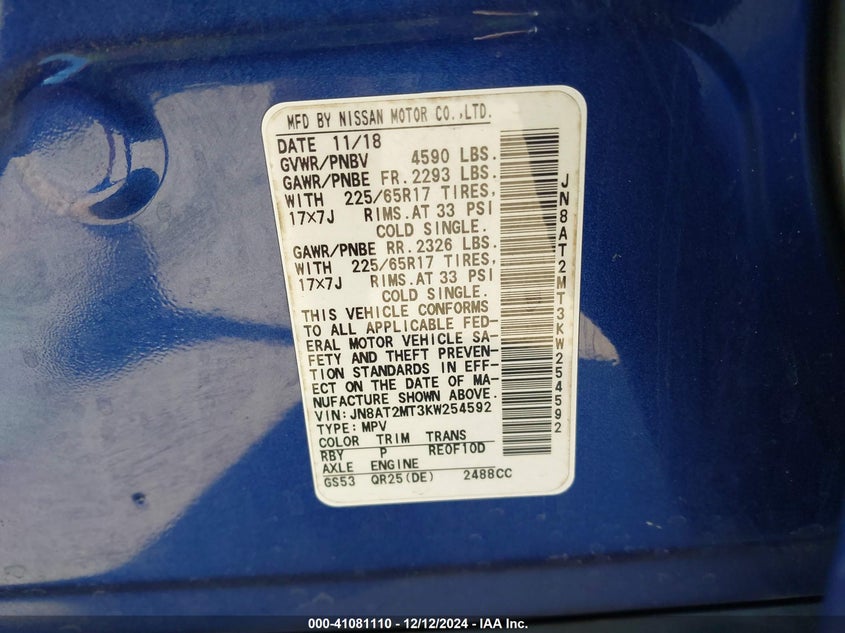 MFD BY NISSAN MOTOR CO.,LTD.
DATE 11/18
GVWR/PNBV 4590 LBS.
GAWR/PNBE FR. 2293 LBS.
WITH 225/65R17 TIRES,
17X7J RIMS.AT 33 PSI
COLD SINGLE.
GAWR/PNBE RR. 2326 LBS.
WITH 225/65R17 TIRES,
17X7J RIMS.AT 33 PSI
COLD SINGLE.
THIS VEHICLE CONFORMS
TO ALL APPLICABLE FED-
ERAL MOTOR VEHICLE SA-
FETY AND THEFT PREVEN-
TION STANDARDS IN EFF-
ECT ON THE DATE OF MA-
NUFACTURE SHOWN ABOVE.
VIN:JN8AT2MT3KW254592
TYPE:MPV
COLOR TRIM TRANS
RBY P RE0F10D
AXLE ENGINE
GS53 QR25(DE) 2488CC
JN8AT2MT3KW254592
000-41081110 - 12/12/2024 - IAA Inc.